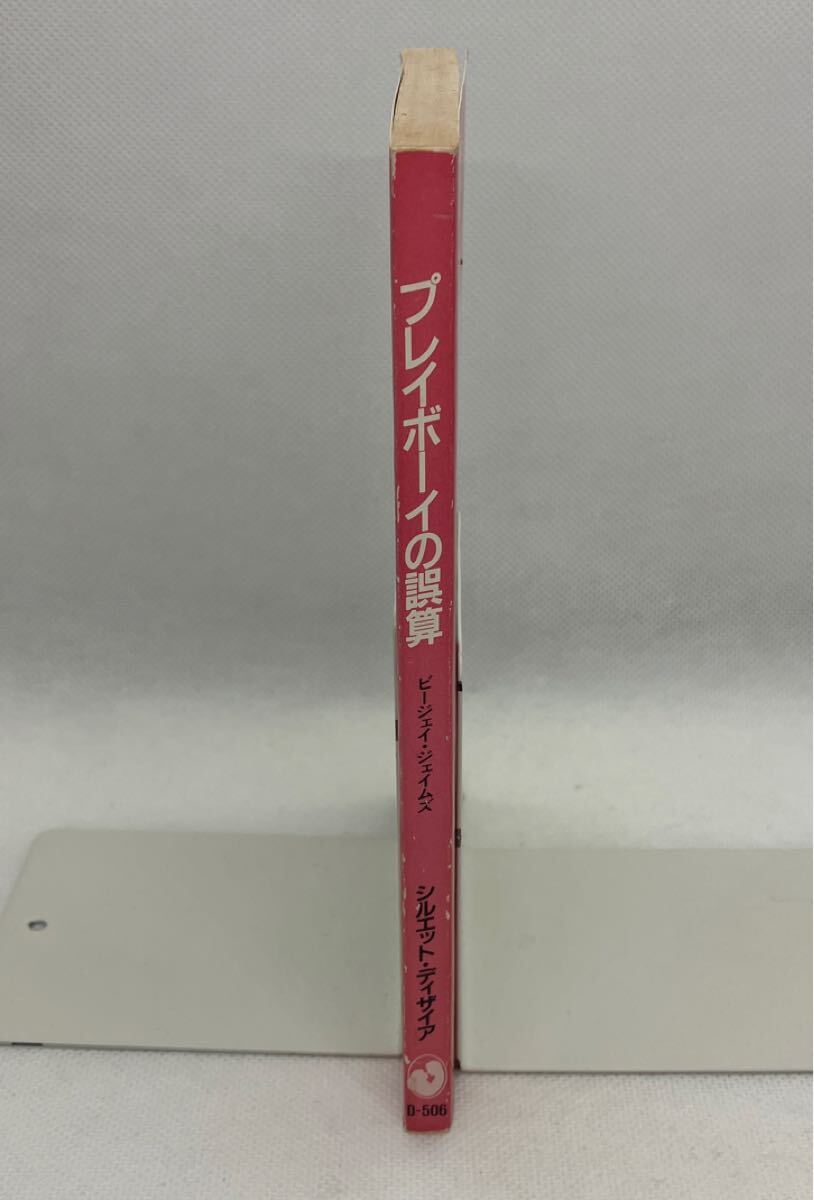 プレイボーイの誤算
ビージェイ・ジェイムズ
シルエット・ディザイア
D-506